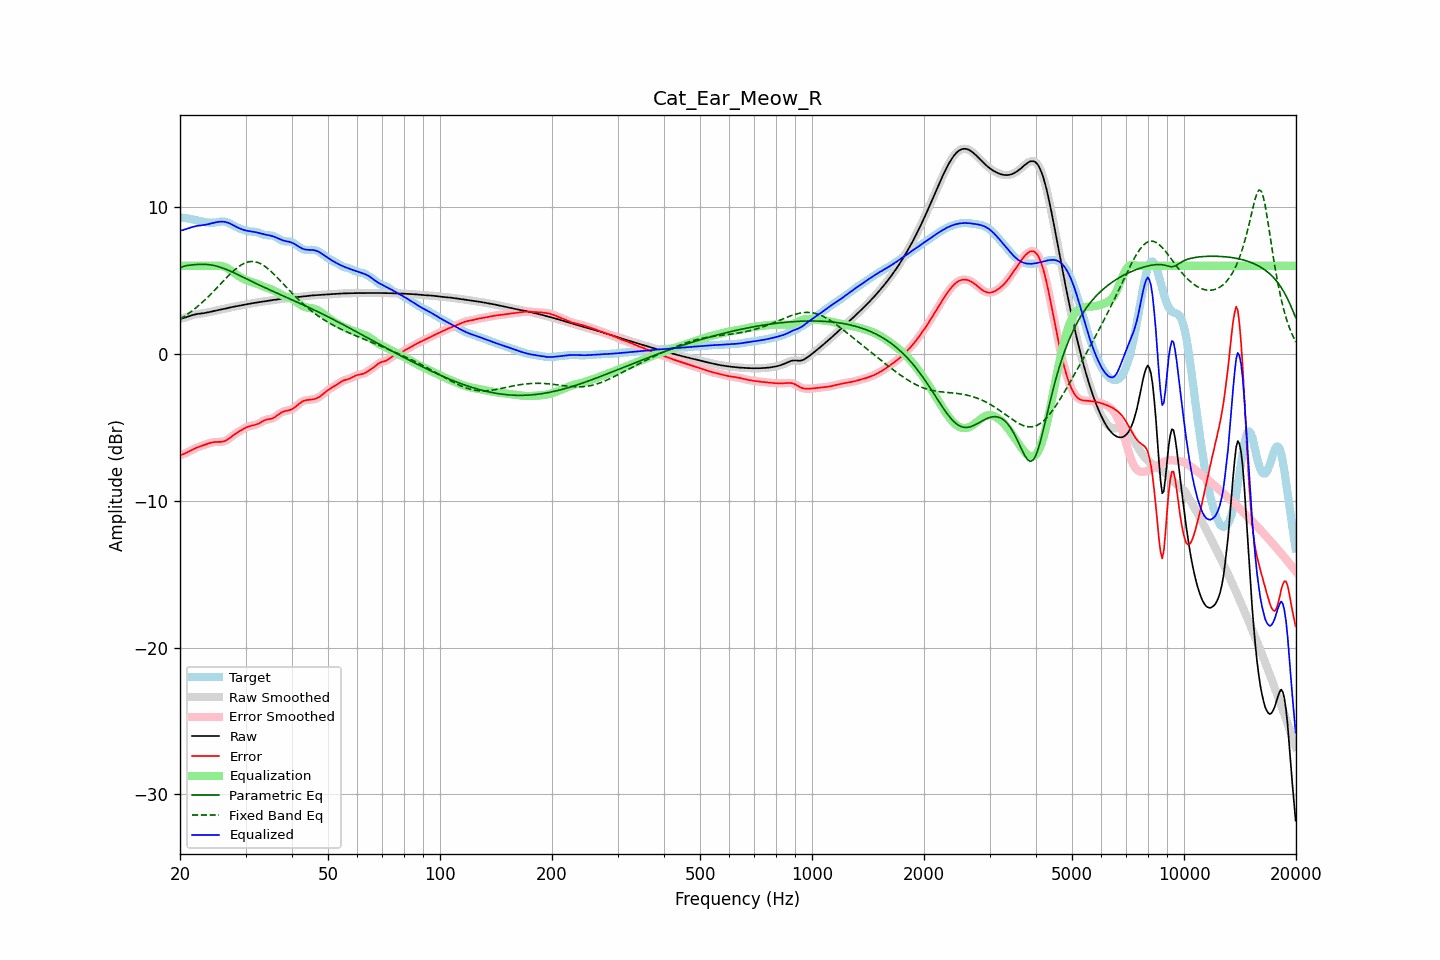 Cat_Ear_Meow_R
Amplitude (dBr)
10
0
−10
−20
−30
Target
Raw Smoothed
Error Smoothed
Raw
Error
Equalization
Parametric Eq
Fixed Band Eq
Equalized
20 50 100 200 500 1000 2000 5000 10000 20000
Frequency (Hz)